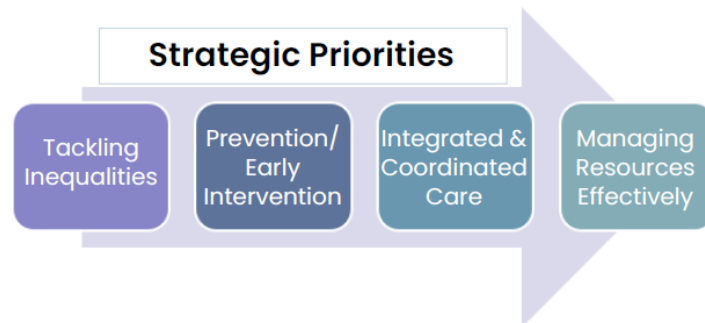 Strategic Priorities
Tackling
Inequalities
Prevention/
Early
Intervention
Integrated &
Coordinated
Care
Managing
Resources
Effectively